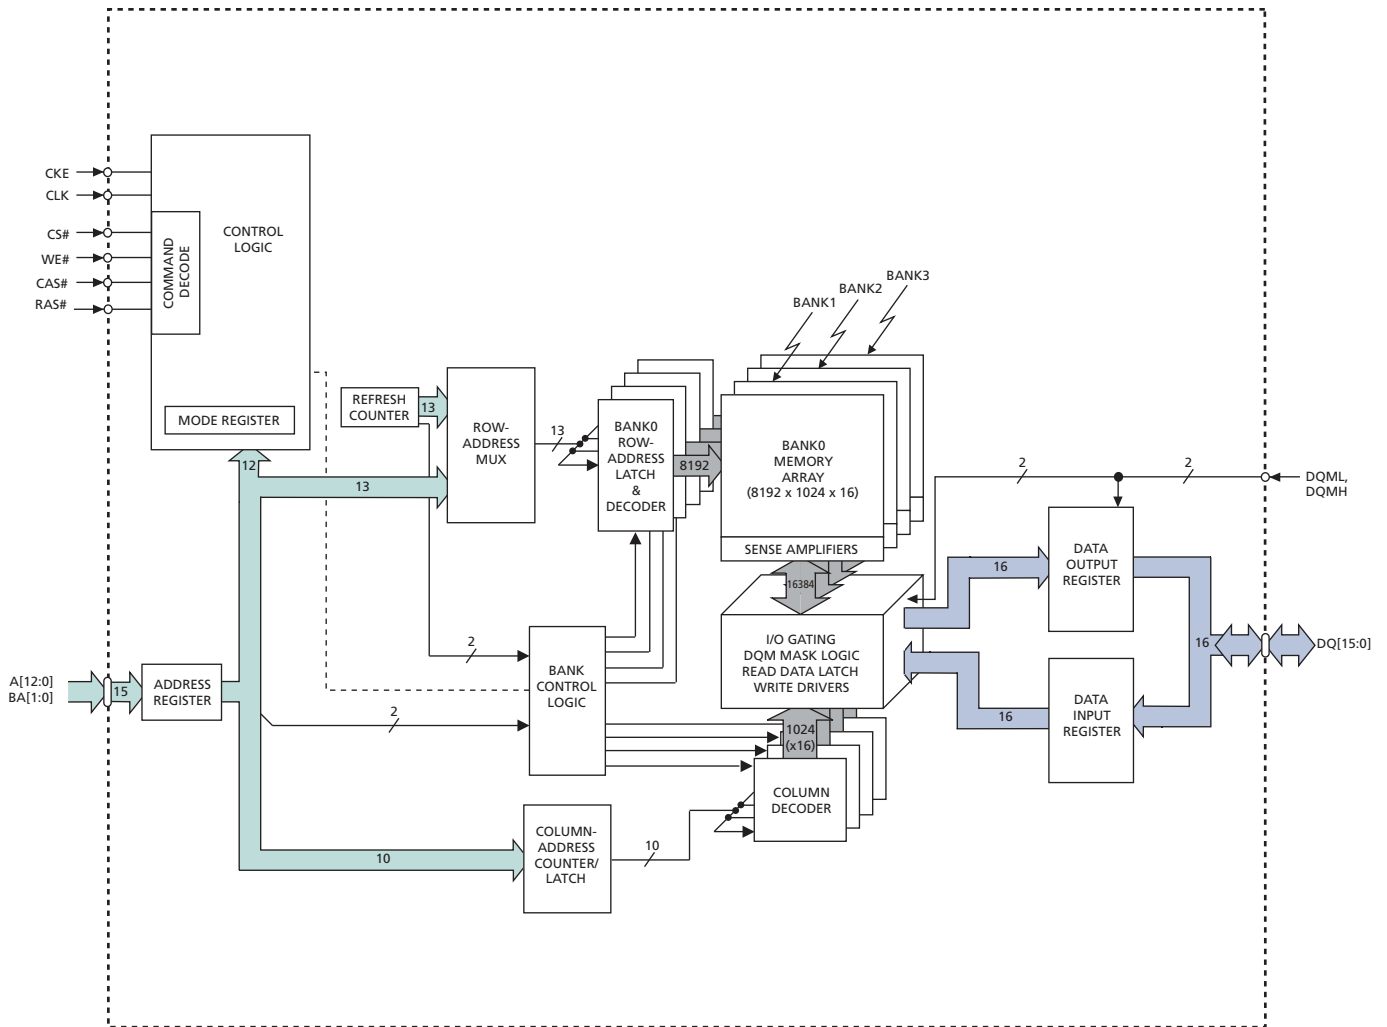 CKE
CLK
CS#
WE#
CAS#
RAS#
COMMAND
DECODE
CONTROL
LOGIC
MODE REGISTER
12
REFRESH
COUNTER
13
13
ROW-
ADDRESS
MUX
13
BANK0
ROW-
ADDRESS
LATCH
&
DECODER
8192
BANK1
BANK2
BANK3
BANK0
MEMORY
ARRAY
(8192 x 1024 x 16)
SENSE AMPLIFIERS
16384
I/O GATING
DQM MASK LOGIC
READ DATA LATCH
WRITE DRIVERS
2
2
DQML,
DQMH
16
DATA
OUTPUT
REGISTER
16
DQ[15:0]
16
DATA
INPUT
REGISTER
A[12:0]
BA[1:0]
15
ADDRESS
REGISTER
2
2
BANK
CONTROL
LOGIC
1024
(x16)
COLUMN
DECODER
10
COLUMN-
ADDRESS
COUNTER/
LATCH
10